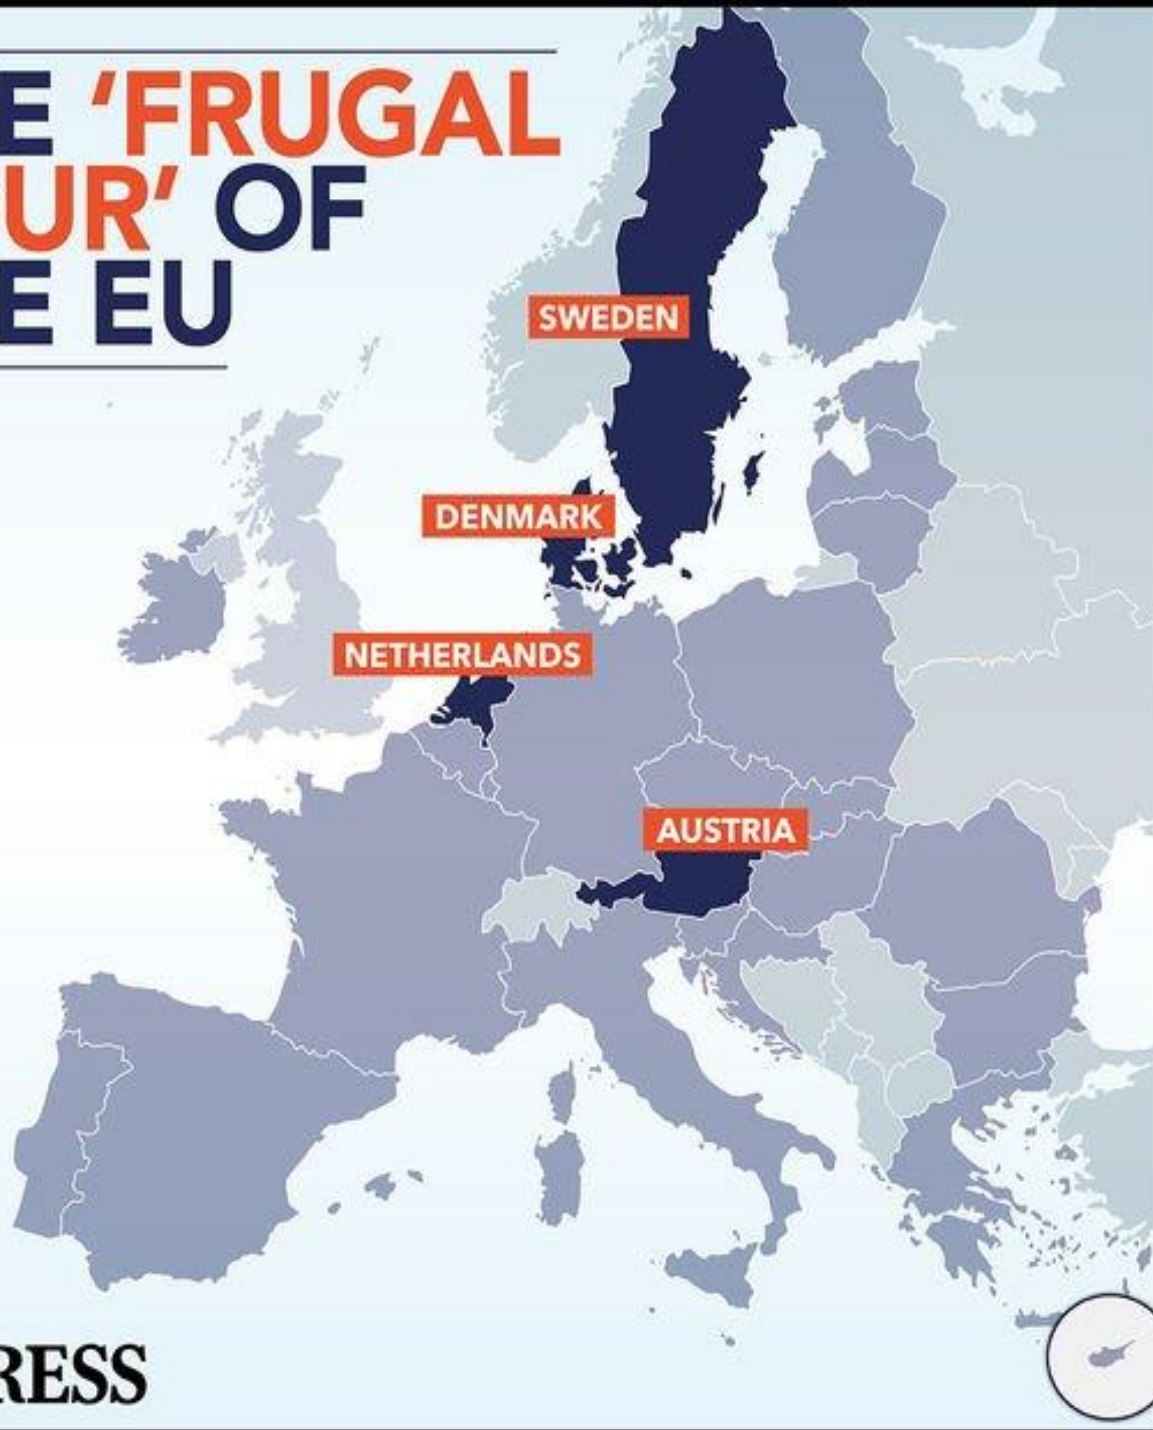 E 'FRUGAL
UR' OF
E EU
SWEDEN
DENMARK
NETHERLANDS
AUSTRIA
RESS